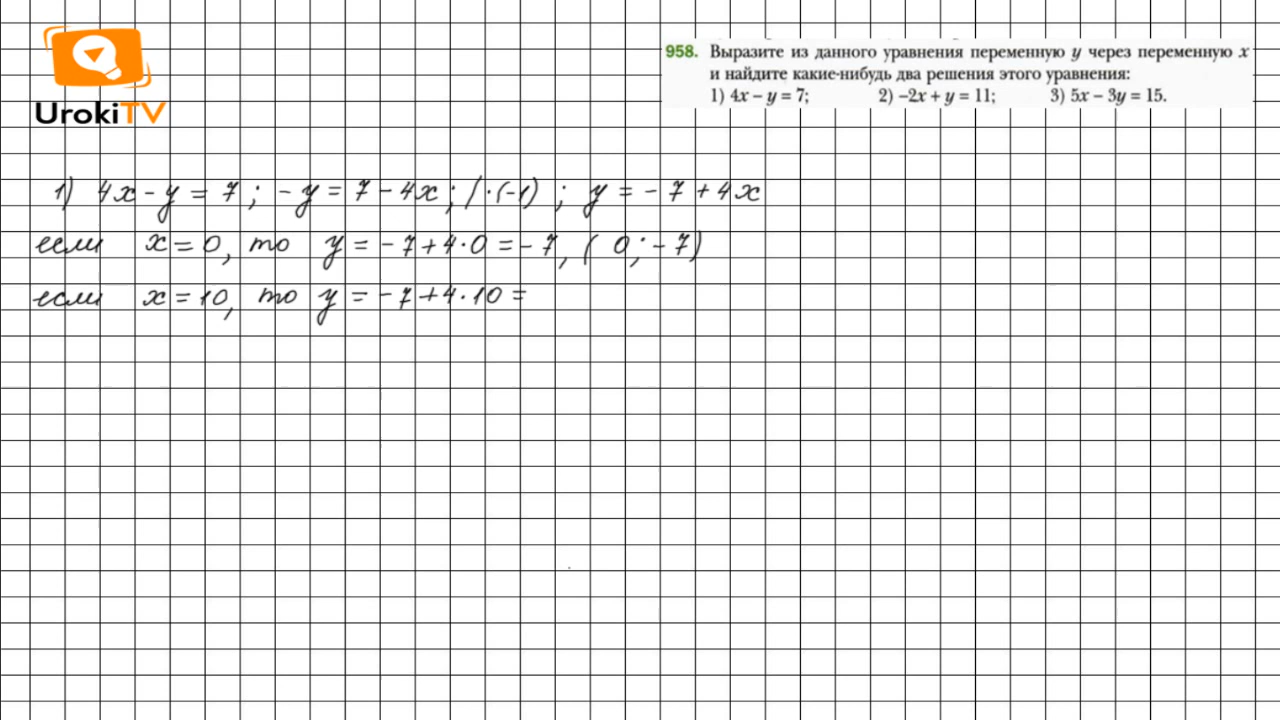 UrokiTV
958. Выразите из данного уравнения переменную y через переменную x
и найдите какие-нибудь два решения этого уравнения:
1) 4x – y = 7; 2) –2x + y = 11; 3) 5x – 3y = 15.
1) 4x - y = 7 ; - y = 7 - 4x ; | · (-1) ; y = - 7 + 4x
если x = 0, то y = - 7 + 4 · 0 = - 7, ( 0 ; - 7)
если x = 10, то y = - 7 + 4 · 10 =